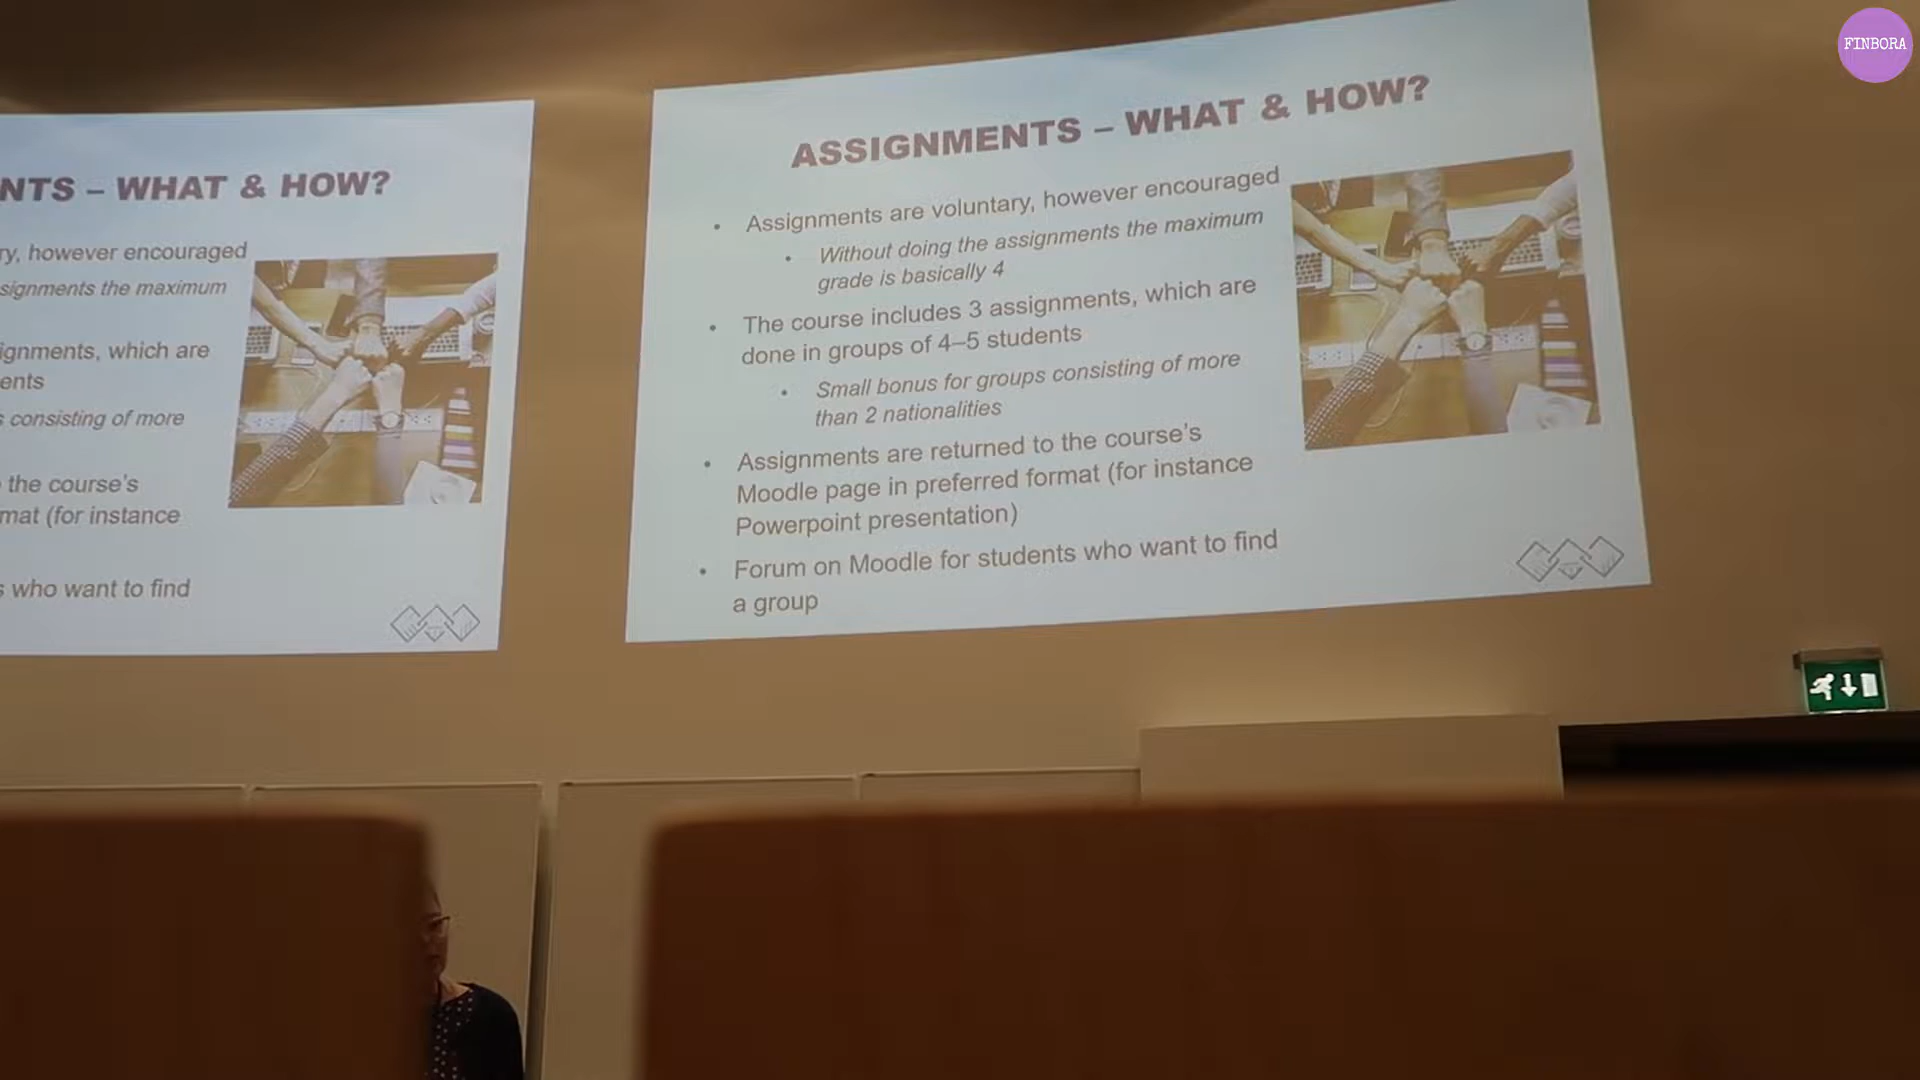 NTS – WHAT & HOW?
ry, however encouraged
signments the maximum
ignments, which are
ents
s consisting of more
the course's
mat (for instance
s who want to find
ASSIGNMENTS – WHAT & HOW?
• Assignments are voluntary, however encouraged
• Without doing the assignments the maximum
grade is basically 4
• The course includes 3 assignments, which are
done in groups of 4–5 students
• Small bonus for groups consisting of more
than 2 nationalities
• Assignments are returned to the course's
Moodle page in preferred format (for instance
Powerpoint presentation)
• Forum on Moodle for students who want to find
a group
FINBORA